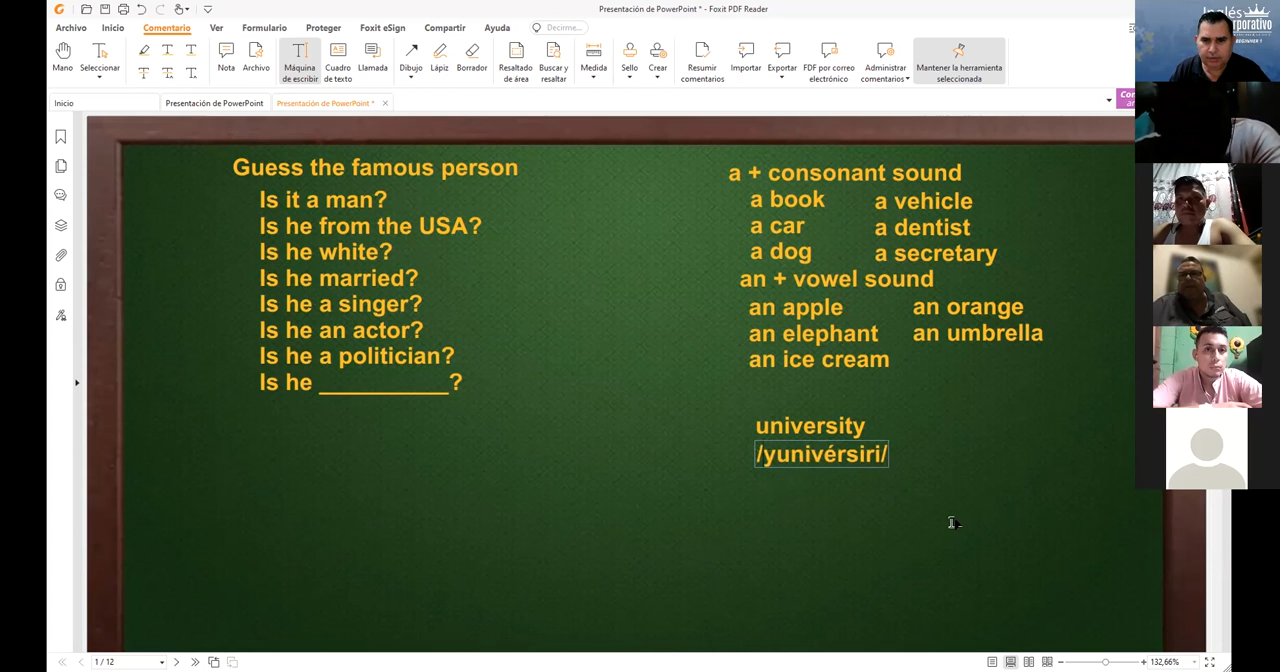 Presentación de PowerPoint * - Foxit PDF Reader
Archivo Inicio Comentario Ver Formulario Proteger Foxit eSign Compartir Ayuda Decirme...
Mano Seleccionar Nota Archivo Máquina de escribir Cuadro de texto Llamada Dibujo Lápiz Borrador Resaltado de área Buscar y resaltar Medida Sello Crear Resumir comentarios Importar Exportar PDF por correo electrónico Administrar comentarios Mantener la herramienta seleccionada
Inicio Presentación de PowerPoint Presentación de PowerPoint *
Guess the famous person
Is it a man?
Is he from the USA?
Is he white?
Is he married?
Is he a singer?
Is he an actor?
Is he a politician?
Is he ___________?
a + consonant sound
a book a vehicle
a car a dentist
a dog a secretary
an + vowel sound
an apple an orange
an elephant an umbrella
an ice cream
university
/yunivérsiri/
Inglés
BEGINNER 1
1 / 12
132,66%